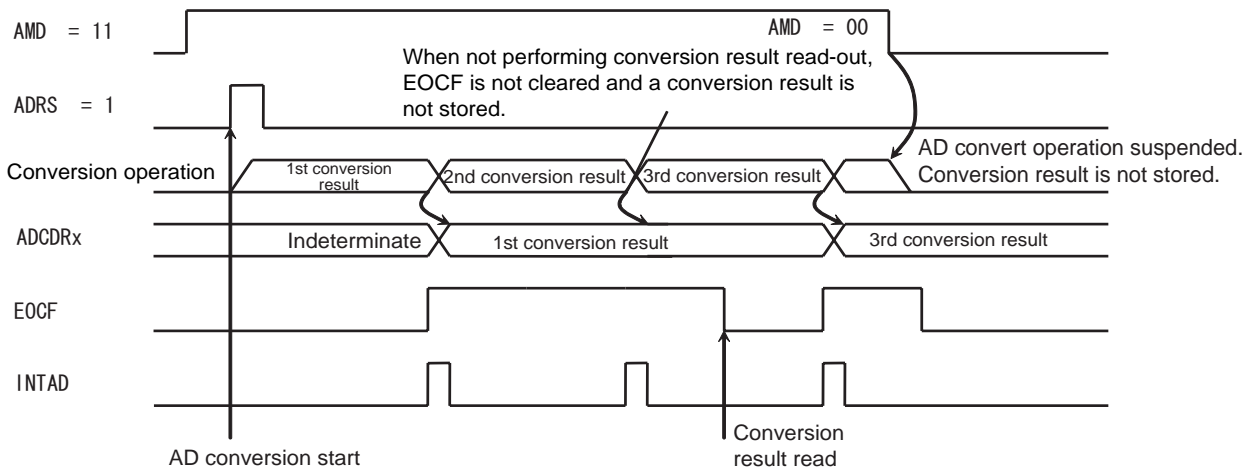 AMD = 11
AMD = 00
When not performing conversion result read-out,
EOCF is not cleared and a conversion result is
not stored.
ADRS = 1
AD convert operation suspended.
Conversion result is not stored.
Conversion operation
1st conversion
result
2nd conversion result
3rd conversion result
ADCDRx
Indeterminate
1st conversion result
3rd conversion result
EOCF
INTAD
AD conversion start
Conversion
result read